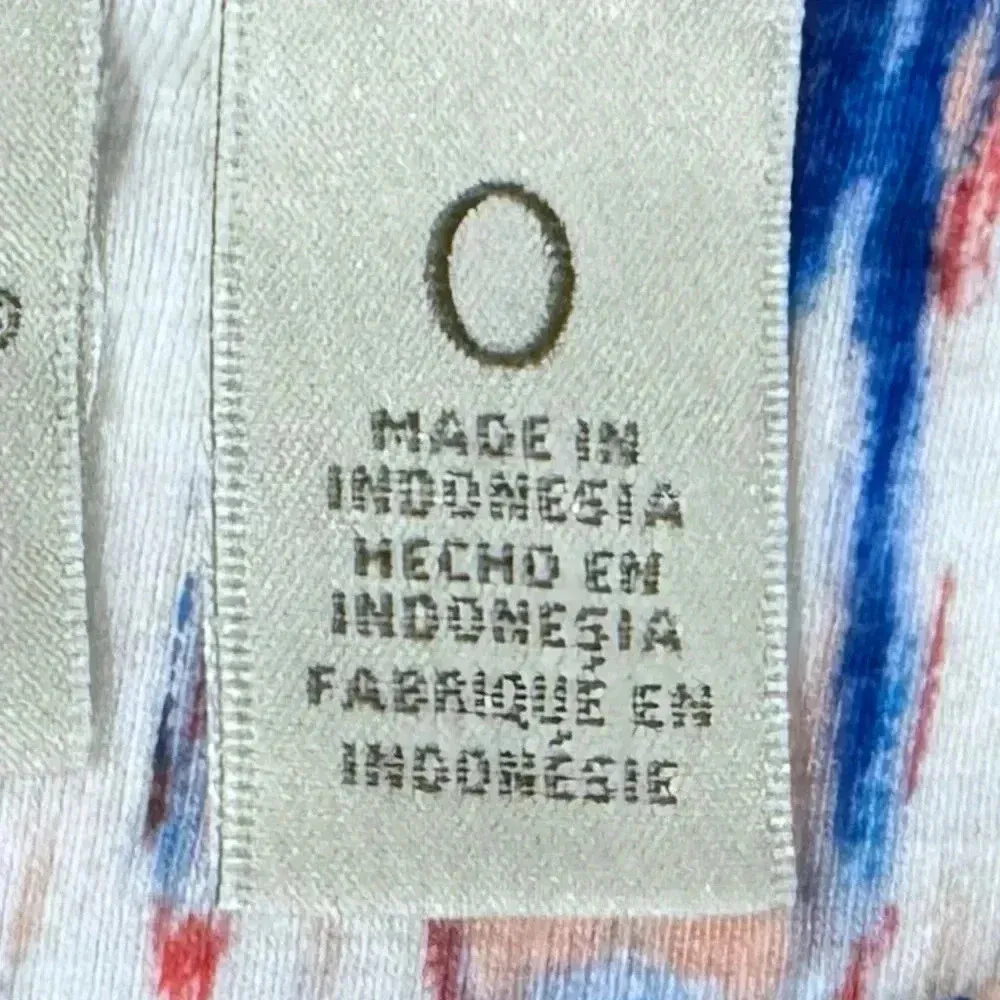 0
MADE IN
INDONESIA
HECHO EN
INDONESIA
FABRIQUÉ EN
INDONÉSIE